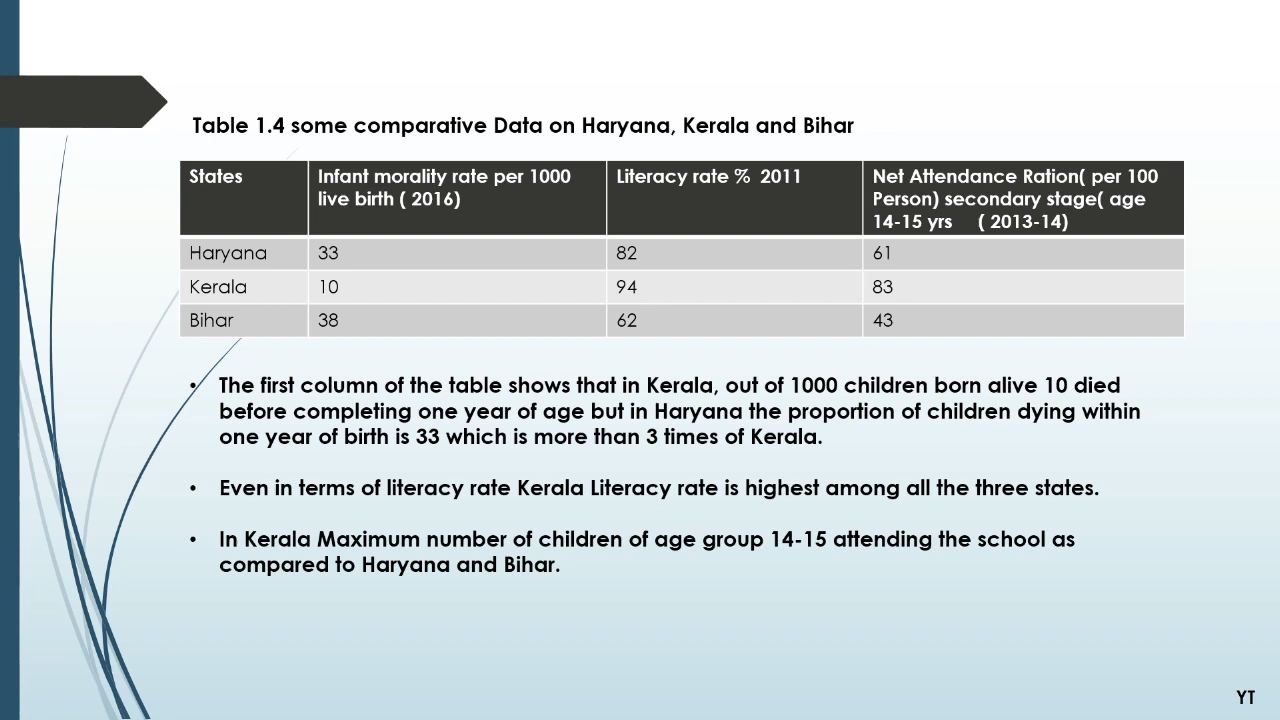 Table 1.4 some comparative Data on Haryana, Kerala and Bihar
States
Infant morality rate per 1000
live birth ( 2016)
Literacy rate %  2011
Net Attendance Ration( per 100
Person) secondary stage( age
14-15 yrs     ( 2013-14)
Haryana 33 82 61
Kerala 10 94 83
Bihar 38 62 43
• The first column of the table shows that in Kerala, out of 1000 children born alive 10 died
before completing one year of age but in Haryana the proportion of children dying within
one year of birth is 33 which is more than 3 times of Kerala.
• Even in terms of literacy rate Kerala Literacy rate is highest among all the three states.
• In Kerala Maximum number of children of age group 14-15 attending the school as
compared to Haryana and Bihar.
YT